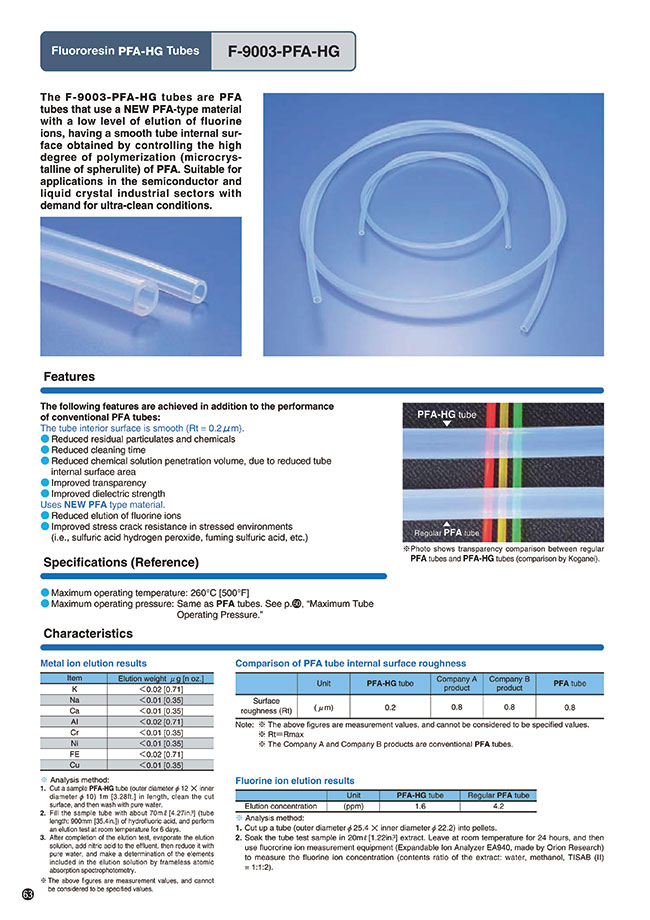 Fluororesin PFA-HG Tubes
F-9003-PFA-HG
The F-9003-PFA-HG tubes are PFA
tubes that use a NEW PFA-type material
with a low level of elution of fluorine
ions, having a smooth tube internal sur-
face obtained by controlling the high
degree of polymerization (microcrys-
talline of spherulite) of PFA. Suitable for
applications in the semiconductor and
liquid crystal industrial sectors with
demand for ultra-clean conditions.
Features
The following features are achieved in addition to the performance
of conventional PFA tubes:
The tube interior surface is smooth (Rt = 0.2μm).
●Reduced residual particulates and chemicals
●Reduced cleaning time
●Reduced chemical solution penetration volume, due to reduced tube
internal surface area
●Improved transparency
●Improved dielectric strength
Uses NEW PFA type material.
●Reduced elution of fluorine ions
●Improved stress crack resistance in stressed environments
(i.e., sulfuric acid hydrogen peroxide, fuming sulfuric acid, etc.)
PFA-HG tube
Regular PFA tube
※Photo shows transparency comparison between regular
PFA tubes and PFA-HG tubes (comparison by Koganei).
Specifications (Reference)
●Maximum operating temperature: 260°C [500°F]
●Maximum operating pressure: Same as PFA tubes. See p.60, “Maximum Tube
Operating Pressure.”
Characteristics
Metal ion elution results
Item Elution weight μg [n oz.]
K <0.02 [0.71]
Na <0.01 [0.35]
Ca <0.01 [0.35]
Al <0.02 [0.71]
Cr <0.01 [0.35]
Ni <0.01 [0.35]
FE <0.02 [0.71]
Cu <0.01 [0.35]
※ Analysis method:
1. Cut a sample PFA-HG tube (outer diameter φ12 × inner
diameter φ10) 1m [3.28ft.] in length, clean the cut
surface, and then wash with pure water.
2. Fill the sample tube with about 70mℓ [4.27in.³] (tube
length: 900mm [35.4in.]) of hydrofluoric acid, and perform
an elution test at room temperature for 6 days.
3. After completion of the elution test, evaporate the elution
solution, add nitric acid to the effluent, then reduce it with
pure water, and make a determination of the elements
included in the elution solution by frameless atomic
absorption spectrophotometry.
※The above figures are measurement values, and cannot
be considered to be specified values.
Comparison of PFA tube internal surface roughness
Unit PFA-HG tube Company A product Company B product PFA tube
Surface roughness (Rt) (μm) 0.2 0.8 0.8 0.8
Note: ※ The above figures are measurement values, and cannot be considered to be specified values.
※ Rt=Rmax
※ The Company A and Company B products are conventional PFA tubes.
Fluorine ion elution results
Unit PFA-HG tube Regular PFA tube
Elution concentration (ppm) 1.6 4.2
※ Analysis method:
1. Cut up a tube (outer diameter φ25.4 × inner diameter φ22.2) into pellets.
2. Soak the tube test sample in 20mℓ [1.22in.³] extract. Leave at room temperature for 24 hours, and then
use fluorine ion measurement equipment (Expandable Ion Analyzer EA940, made by Orion Research)
to measure the fluorine ion concentration (contents ratio of the extract: water, methanol, TISAB (II)
= 1:1:2).
63